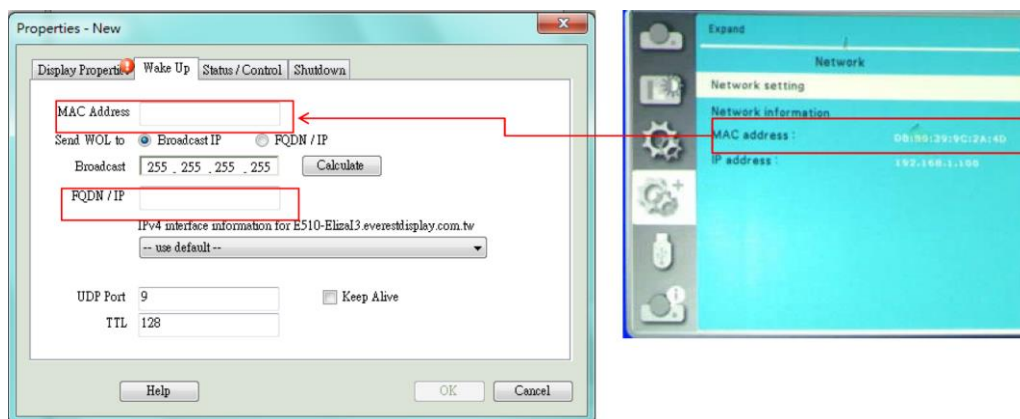 Properties - New
Display Properti
Wake Up
Status / Control
Shutdown
MAC Address
Send WOL to
Broadcast IP
FQDN / IP
Broadcast
255 . 255 . 255 . 255
Calculate
FQDN / IP
IPv4 interface information for E510-ElizaI3.everestdisplay.com.tw
-- use default --
UDP Port
9
Keep Alive
TTL
128
Help
OK
Cancel
Expand
Network
Network setting
Network information
MAC address :
IP address :
192.168.1.100